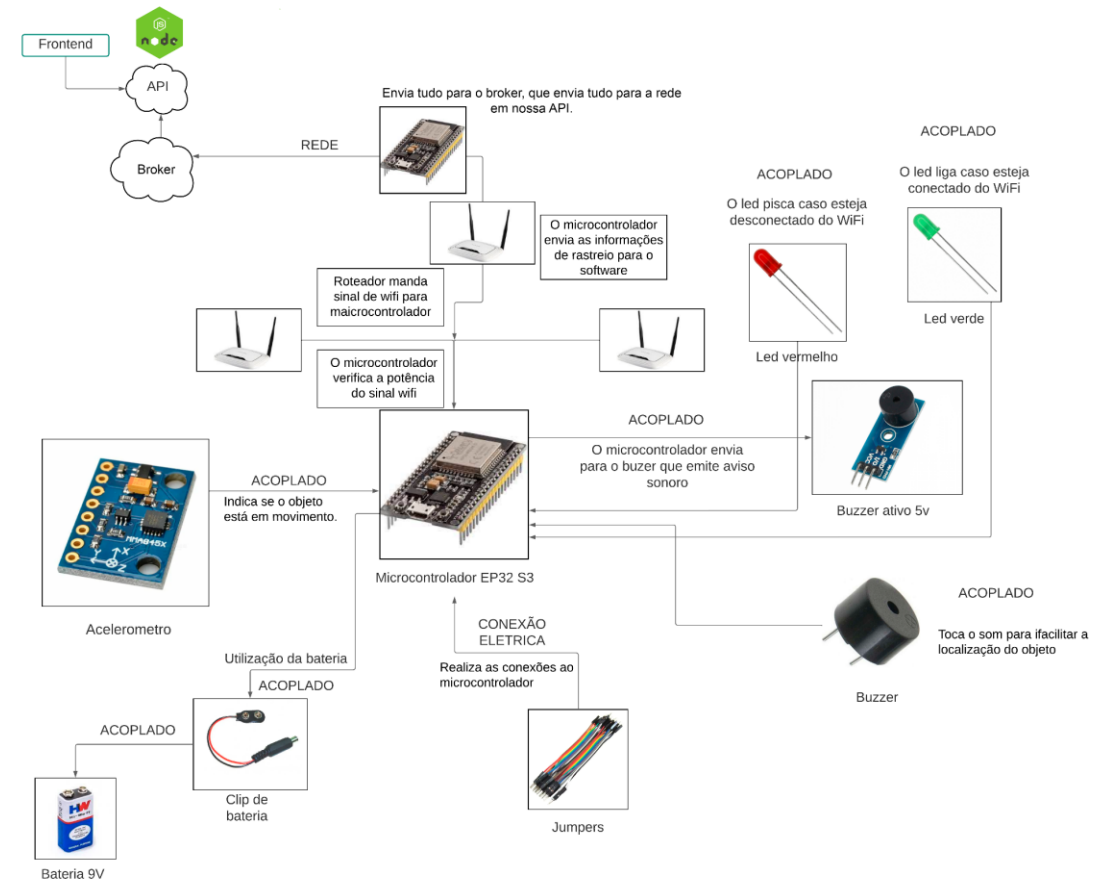 JS
node
Frontend
API
Envia tudo para o broker, que envia tudo para a rede
em nossa API.
REDE
Broker
ACOPLADO
O led liga caso esteja
conectado do WiFi
ACOPLADO
O led pisca caso esteja
desconectado do WiFi
O microcontrolador
envia as informações
de rastreio para o
software
Roteador manda
sinal de wifi para
maicrocontrolador
Led verde
Led vermelho
O microcontrolador
verifica a potência
do sinal wifi
ACOPLADO
O microcontrolador envia
para o buzer que emite aviso
sonoro
VCC
I/O
GND
Buzzer ativo 5v
ACOPLADO
Indica se o objeto
está em movimento.
MMA845X
X
Y
Z
Acelerometro
Microcontrolador EP32 S3
ACOPLADO
Toca o som para ifacilitar a
localização do objeto
Buzzer
CONEXÃO
ELETRICA
Realiza as conexões ao
microcontrolador
Utilização da bateria
ACOPLADO
ACOPLADO
Clip de
bateria
Jumpers
HW
Bateria 9V